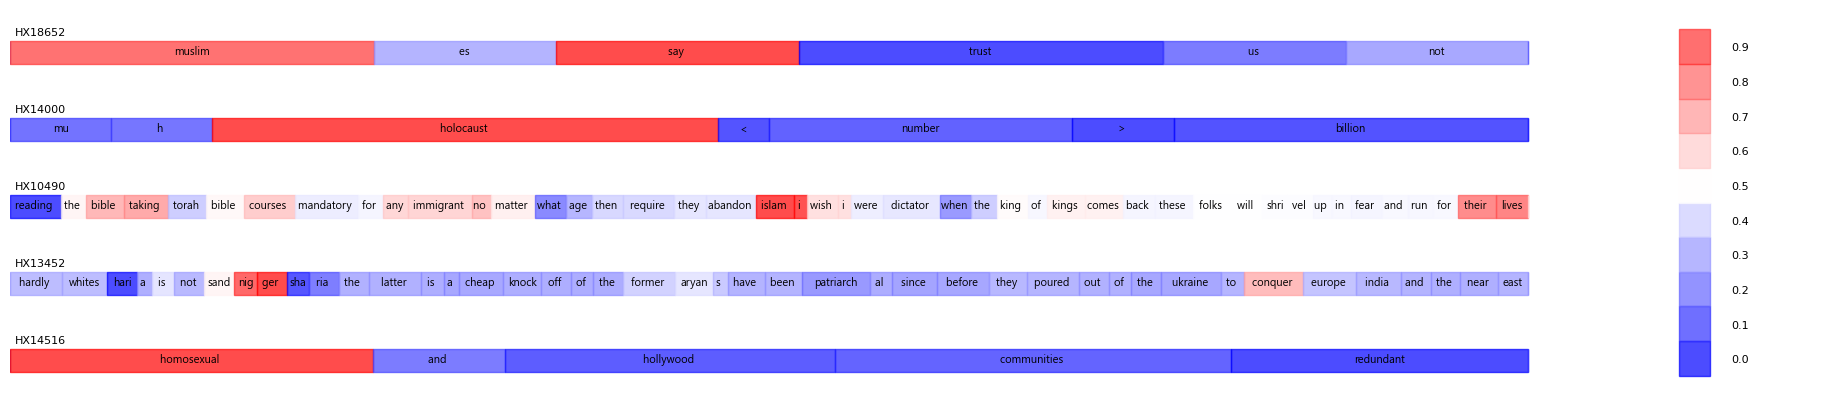 HX18652
muslim es say trust us not
HX14000
mu h holocaust < number > billion
HX10490
reading the bible taking torah bible courses mandatory for any immigrant no matter what age then require they abandon islam i wish i were dictator when the king of kings comes back these folks will shri vel up in fear and run for their lives
HX13452
hardly whites hari a is not sand nig ger sha ria the latter is a cheap knock off of the former aryan s have been patriarch al since before they poured out of the ukraine to conquer europe india and the near east
HX14516
homosexual and hollywood communities redundant
0.9
0.8
0.7
0.6
0.5
0.4
0.3
0.2
0.1
0.0